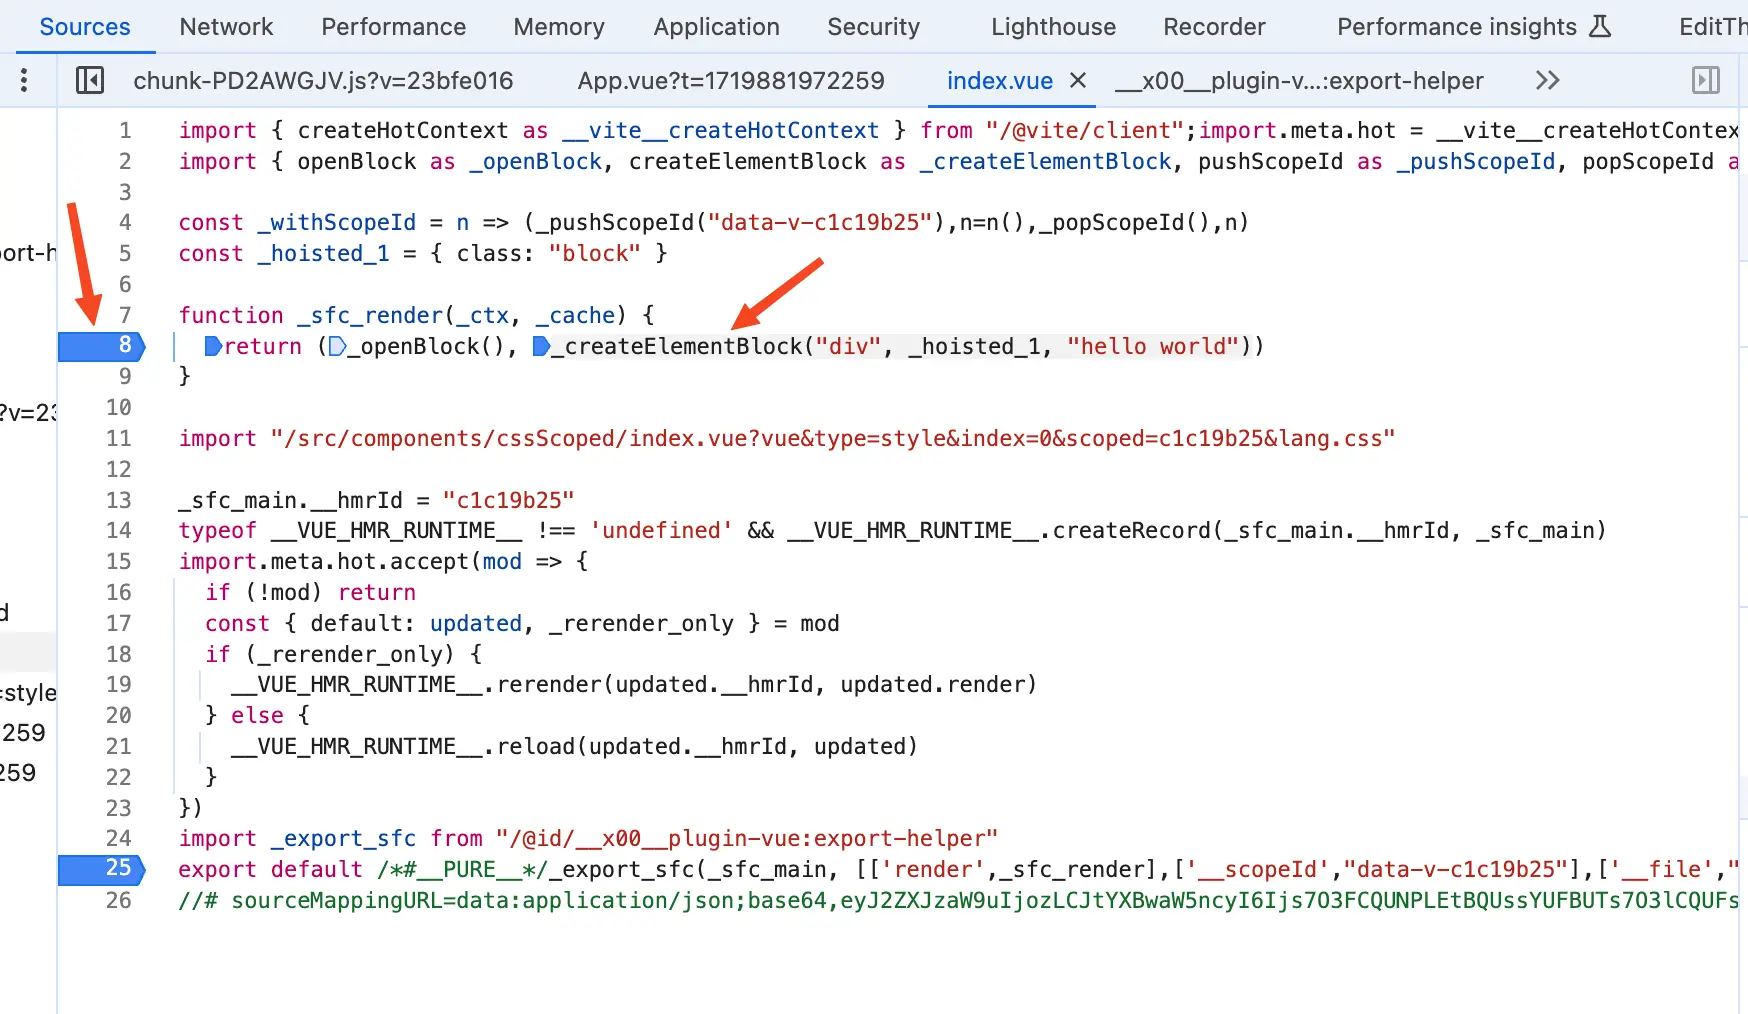 Sources Network Performance Memory Application Security Lighthouse Recorder Performance insights EditTh
chunk-PD2AWGJV.js?v=23bfe016 App.vue?t=1719881972259 index.vue × __x00__plugin-v…:export-helper
1 import { createHotContext as __vite__createHotContext } from "/@vite/client";import.meta.hot = __vite__createHotContex
2 import { openBlock as _openBlock, createElementBlock as _createElementBlock, pushScopeId as _pushScopeId, popScopeId a
3
4 const _withScopeId = n => (_pushScopeId("data-v-c1c19b25"),n=n(),_popScopeId(),n)
5 const _hoisted_1 = { class: "block" }
6
7 function _sfc_render(_ctx, _cache) {
8 return (_openBlock(), _createElementBlock("div", _hoisted_1, "hello world"))
9 }
10
11 import "/src/components/cssScoped/index.vue?vue&type=style&index=0&scoped=c1c19b25&lang.css"
12
13 _sfc_main.__hmrId = "c1c19b25"
14 typeof __VUE_HMR_RUNTIME__ !== 'undefined' && __VUE_HMR_RUNTIME__.createRecord(_sfc_main.__hmrId, _sfc_main)
15 import.meta.hot.accept(mod => {
16 if (!mod) return
17 const { default: updated, _rerender_only } = mod
18 if (_rerender_only) {
19 __VUE_HMR_RUNTIME__.rerender(updated.__hmrId, updated.render)
20 } else {
21 __VUE_HMR_RUNTIME__.reload(updated.__hmrId, updated)
22 }
23 })
24 import _export_sfc from "/@id/__x00__plugin-vue:export-helper"
25 export default /*#__PURE__*/_export_sfc(_sfc_main, [['render',_sfc_render],['__scopeId',"data-v-c1c19b25"],['__file',"
26 //# sourceMappingURL=data:application/json;base64,eyJ2ZXJzaW9uIjozLCJtYXBwaW5ncyI6Ijs7O3FCQUNPLEtBQUssYUFBUTs7O3lCQUFs
ort-h
?v=23
d
=style
259
259